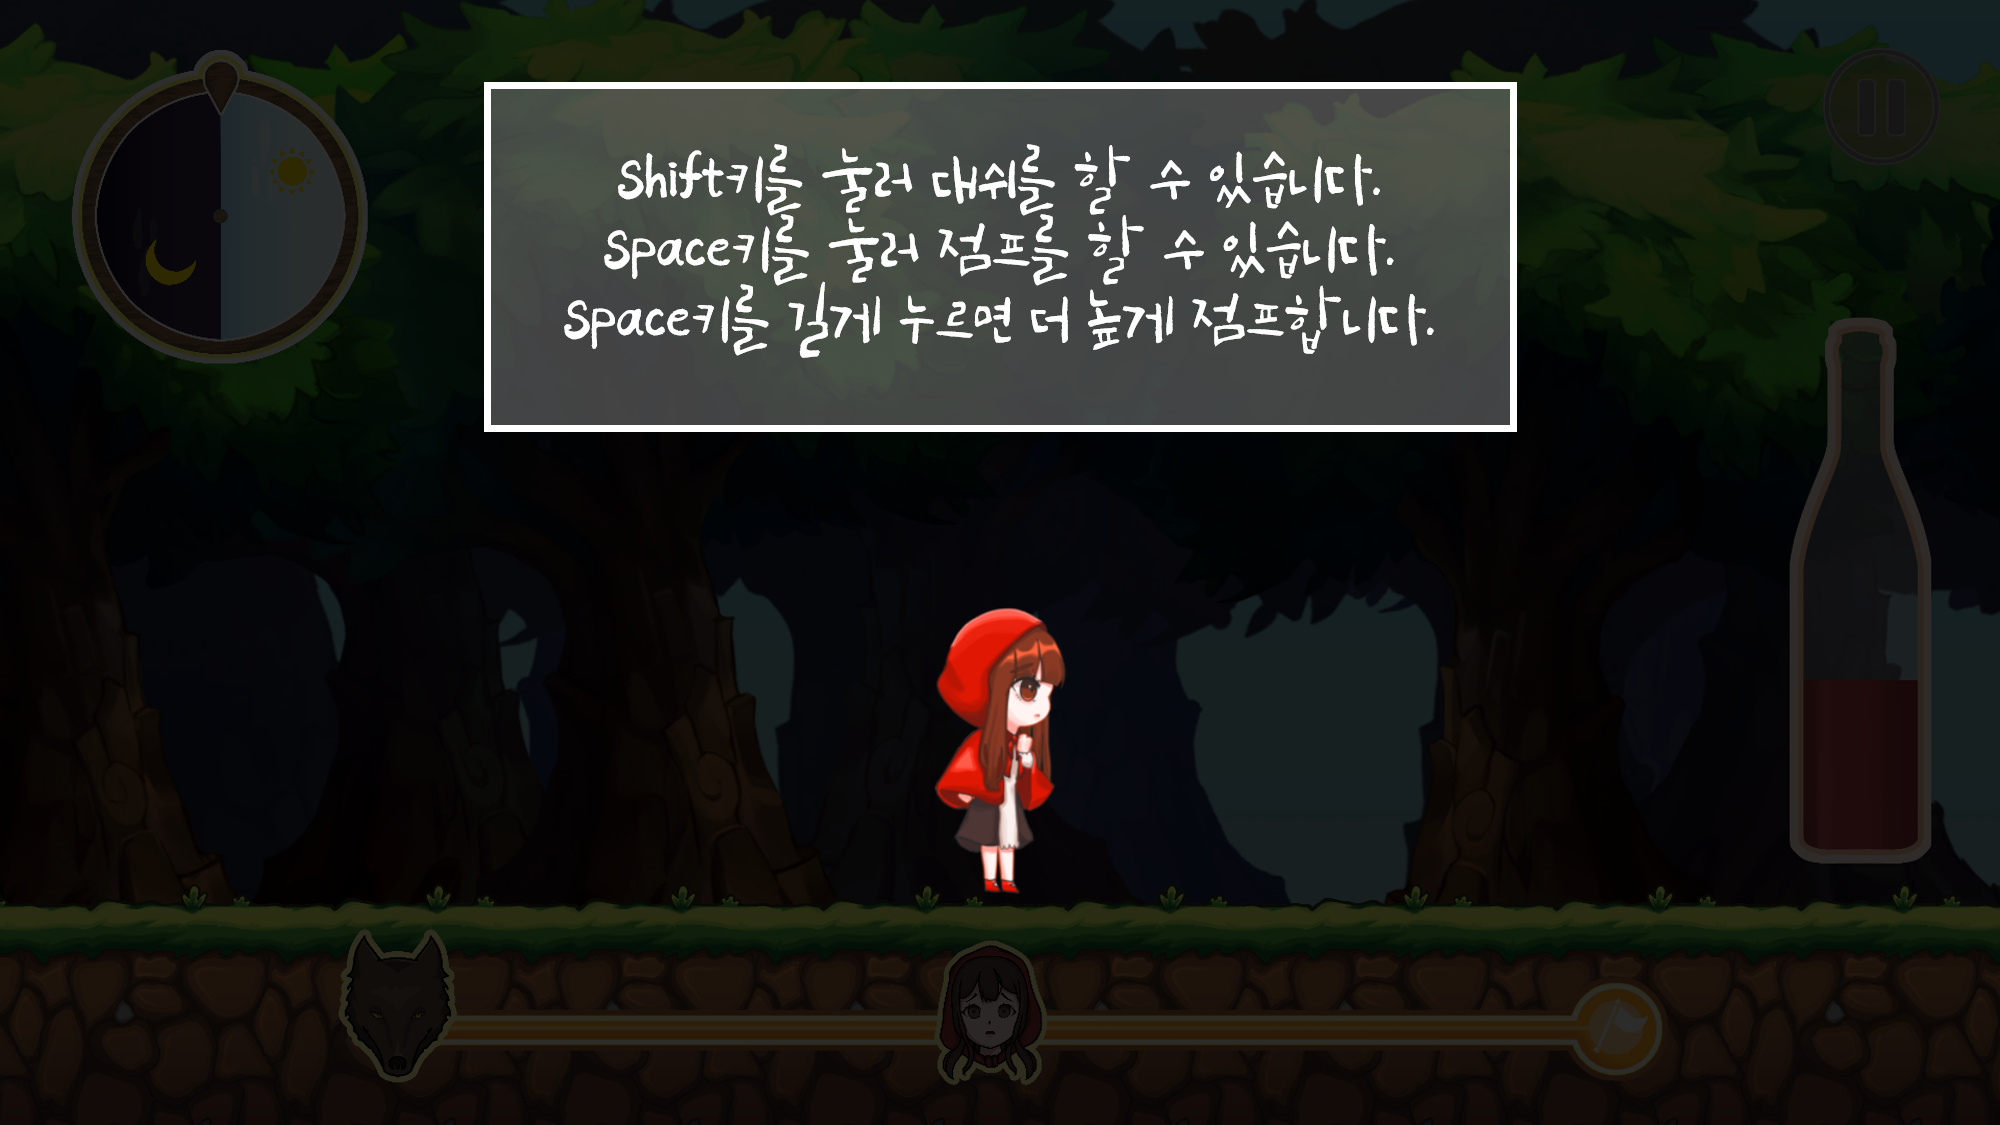 Shift키를 눌러 대쉬를 할 수 있습니다.
Space키를 눌러 점프를 할 수 있습니다.
Space키를 길게 누르면 더 높게 점프합니다.